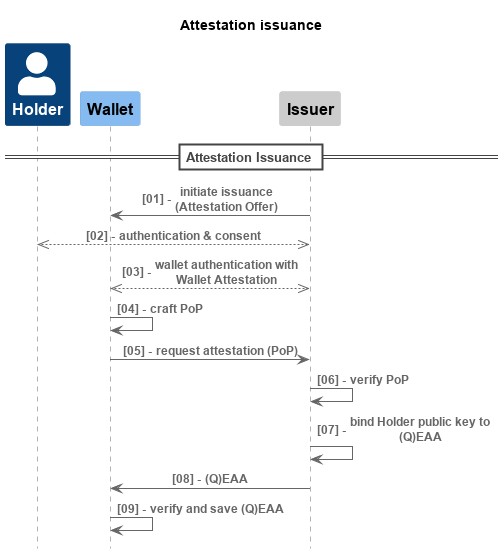 Attestation issuance
Holder
Wallet
Issuer
Attestation Issuance
[01] - initiate issuance
(Attestation Offer)
[02] - authentication & consent
[03] - wallet authentication with
Wallet Attestation
[04] - craft PoP
[05] - request attestation (PoP)
[06] - verify PoP
[07] - bind Holder public key to
(Q)EAA
[08] - (Q)EAA
[09] - verify and save (Q)EAA